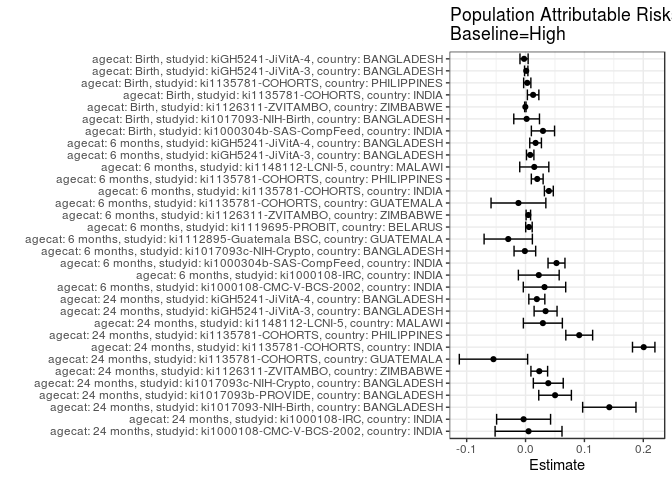 Population Attributable Risk
Baseline=High
agecat: Birth, studyid: kiGH5241-JiVitA-4, country: BANGLADESH
agecat: Birth, studyid: kiGH5241-JiVitA-3, country: BANGLADESH
agecat: Birth, studyid: ki1135781-COHORTS, country: PHILIPPINES
agecat: Birth, studyid: ki1135781-COHORTS, country: INDIA
agecat: Birth, studyid: ki1126311-ZVITAMBO, country: ZIMBABWE
agecat: Birth, studyid: ki1017093-NIH-Birth, country: BANGLADESH
agecat: Birth, studyid: ki1000304b-SAS-CompFeed, country: INDIA
agecat: 6 months, studyid: kiGH5241-JiVitA-4, country: BANGLADESH
agecat: 6 months, studyid: kiGH5241-JiVitA-3, country: BANGLADESH
agecat: 6 months, studyid: ki1148112-LCNI-5, country: MALAWI
agecat: 6 months, studyid: ki1135781-COHORTS, country: PHILIPPINES
agecat: 6 months, studyid: ki1135781-COHORTS, country: INDIA
agecat: 6 months, studyid: ki1135781-COHORTS, country: GUATEMALA
agecat: 6 months, studyid: ki1126311-ZVITAMBO, country: ZIMBABWE
agecat: 6 months, studyid: ki1119695-PROBIT, country: BELARUS
agecat: 6 months, studyid: ki1112895-Guatemala BSC, country: GUATEMALA
agecat: 6 months, studyid: ki1017093c-NIH-Crypto, country: BANGLADESH
agecat: 6 months, studyid: ki1000304b-SAS-CompFeed, country: INDIA
agecat: 6 months, studyid: ki1000108-IRC, country: INDIA
agecat: 6 months, studyid: ki1000108-CMC-V-BCS-2002, country: INDIA
agecat: 24 months, studyid: kiGH5241-JiVitA-4, country: BANGLADESH
agecat: 24 months, studyid: kiGH5241-JiVitA-3, country: BANGLADESH
agecat: 24 months, studyid: ki1148112-LCNI-5, country: MALAWI
agecat: 24 months, studyid: ki1135781-COHORTS, country: PHILIPPINES
agecat: 24 months, studyid: ki1135781-COHORTS, country: INDIA
agecat: 24 months, studyid: ki1135781-COHORTS, country: GUATEMALA
agecat: 24 months, studyid: ki1126311-ZVITAMBO, country: ZIMBABWE
agecat: 24 months, studyid: ki1017093c-NIH-Crypto, country: BANGLADESH
agecat: 24 months, studyid: ki1017093b-PROVIDE, country: BANGLADESH
agecat: 24 months, studyid: ki1017093-NIH-Birth, country: BANGLADESH
agecat: 24 months, studyid: ki1000108-IRC, country: INDIA
agecat: 24 months, studyid: ki1000108-CMC-V-BCS-2002, country: INDIA
-0.1 0.0 0.1 0.2
Estimate